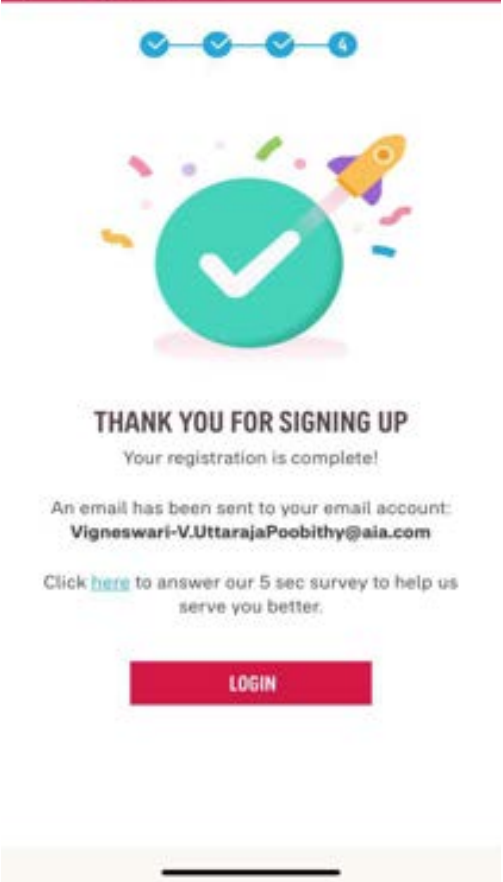 4
THANK YOU FOR SIGNING UP
Your registration is complete!
An email has been sent to your email account:
Vigneswari-V.UttarajaPoobithy@aia.com
Click here to answer our 5 sec survey to help us
serve you better.
LOGIN